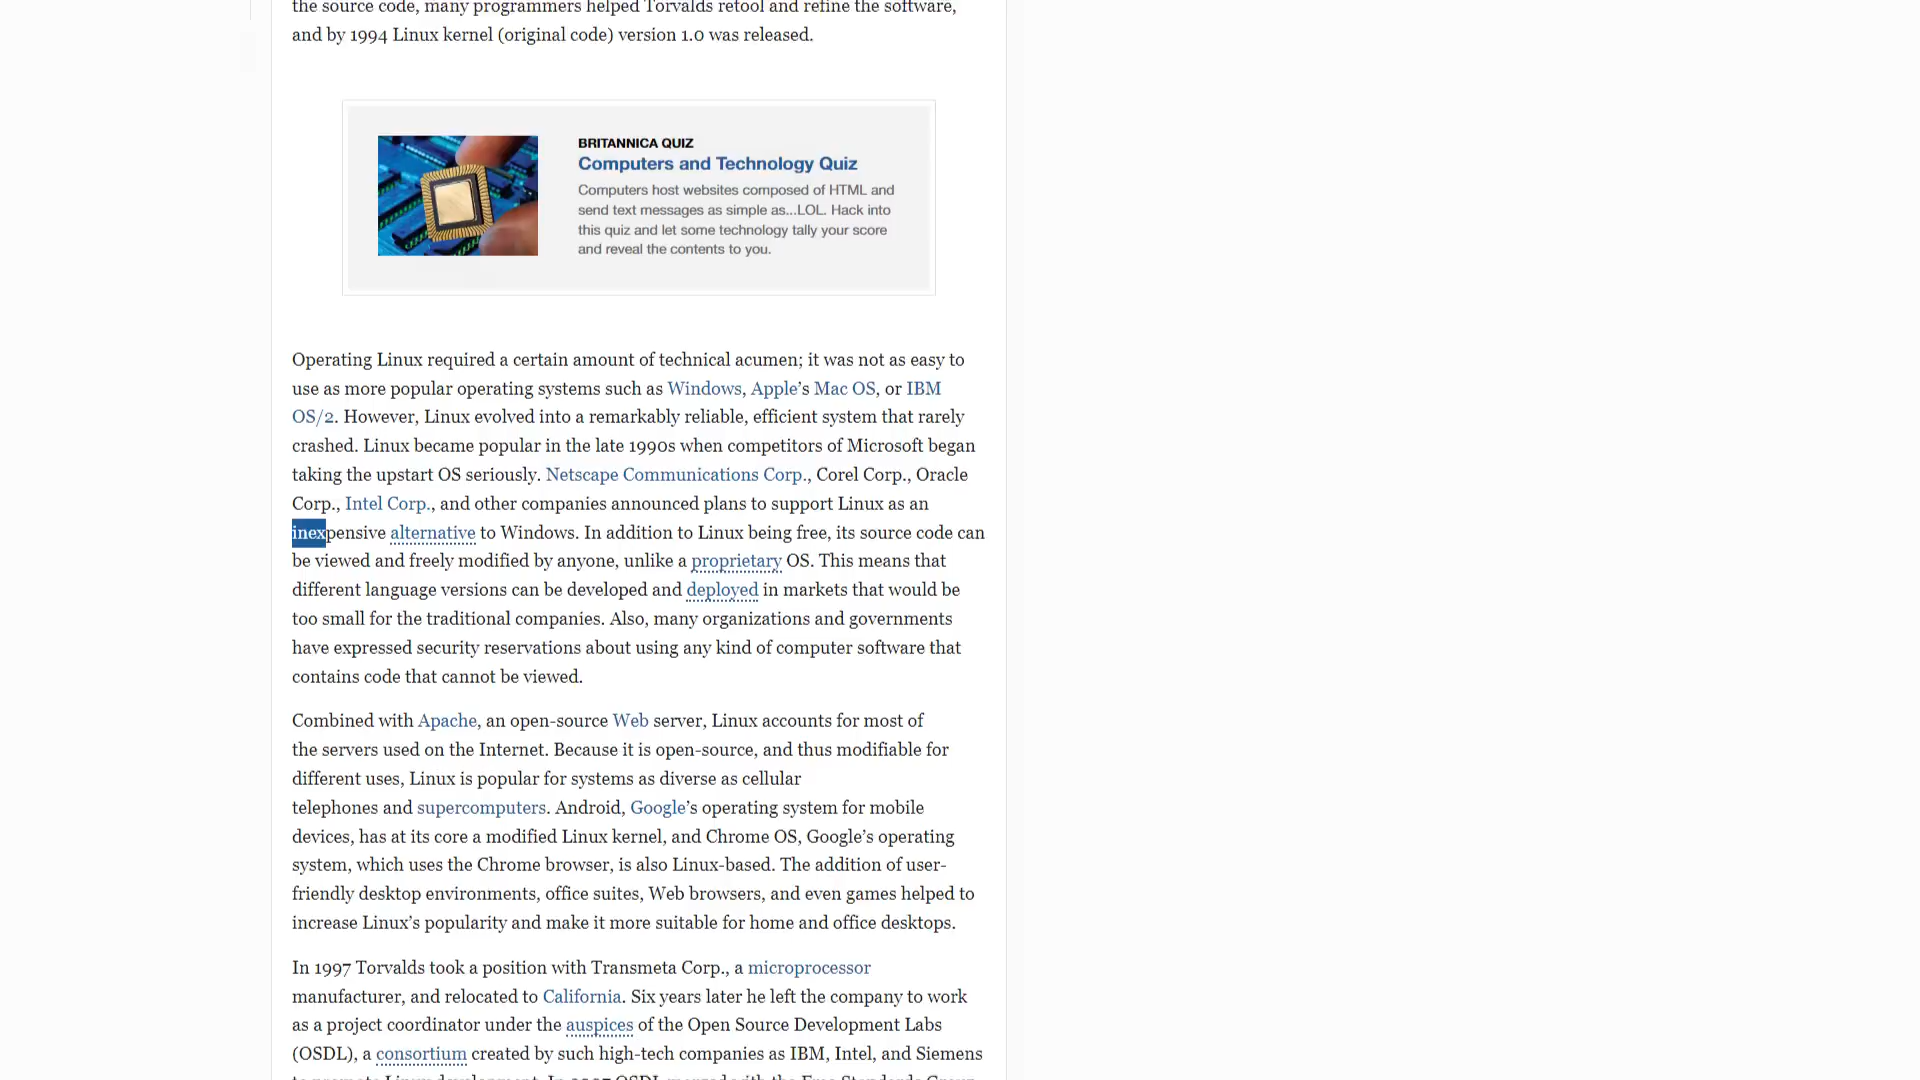 the source code, many programmers helped Torvalds retool and refine the software,
and by 1994 Linux kernel (original code) version 1.0 was released.
BRITANNICA QUIZ
Computers and Technology Quiz
Computers host websites composed of HTML and
send text messages as simple as...LOL. Hack into
this quiz and let some technology tally your score
and reveal the contents to you.
Operating Linux required a certain amount of technical acumen; it was not as easy to
use as more popular operating systems such as Windows, Apple’s Mac OS, or IBM
OS/2. However, Linux evolved into a remarkably reliable, efficient system that rarely
crashed. Linux became popular in the late 1990s when competitors of Microsoft began
taking the upstart OS seriously. Netscape Communications Corp., Corel Corp., Oracle
Corp., Intel Corp., and other companies announced plans to support Linux as an
inexpensive alternative to Windows. In addition to Linux being free, its source code can
be viewed and freely modified by anyone, unlike a proprietary OS. This means that
different language versions can be developed and deployed in markets that would be
too small for the traditional companies. Also, many organizations and governments
have expressed security reservations about using any kind of computer software that
contains code that cannot be viewed.
Combined with Apache, an open-source Web server, Linux accounts for most of
the servers used on the Internet. Because it is open-source, and thus modifiable for
different uses, Linux is popular for systems as diverse as cellular
telephones and supercomputers. Android, Google’s operating system for mobile
devices, has at its core a modified Linux kernel, and Chrome OS, Google’s operating
system, which uses the Chrome browser, is also Linux-based. The addition of user-
friendly desktop environments, office suites, Web browsers, and even games helped to
increase Linux’s popularity and make it more suitable for home and office desktops.
In 1997 Torvalds took a position with Transmeta Corp., a microprocessor
manufacturer, and relocated to California. Six years later he left the company to work
as a project coordinator under the auspices of the Open Source Development Labs
(OSDL), a consortium created by such high-tech companies as IBM, Intel, and Siemens